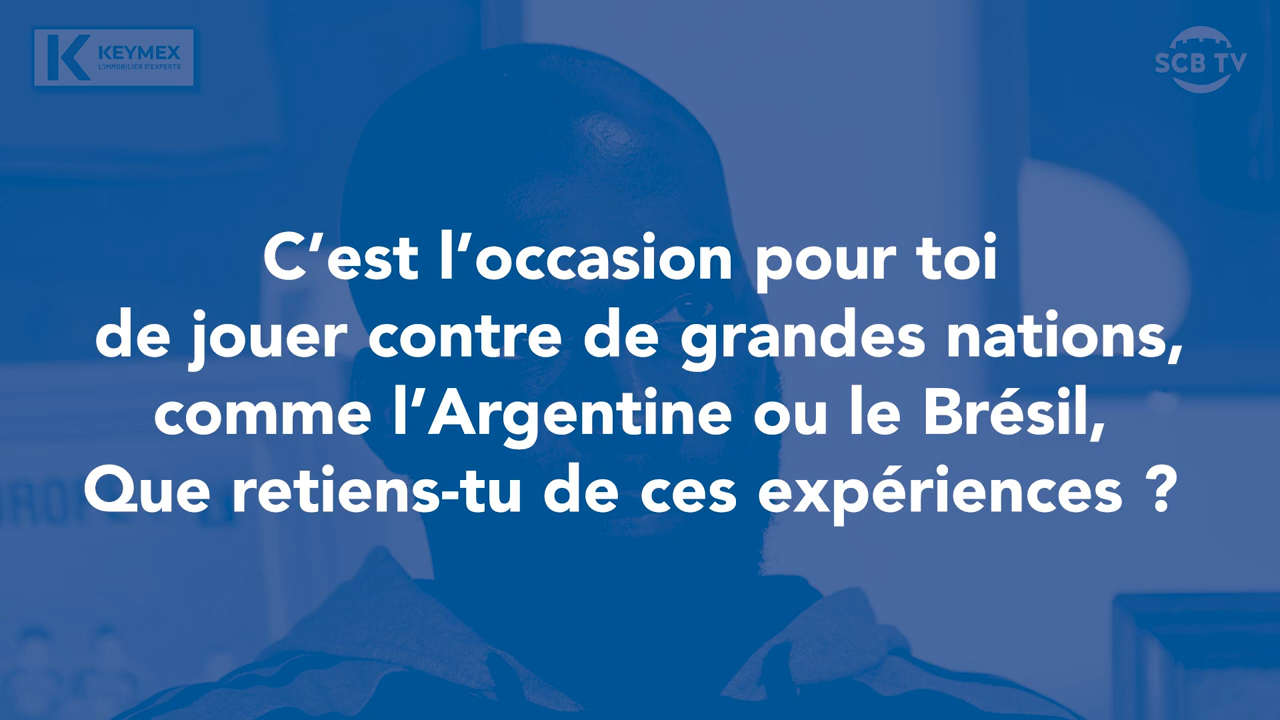 KEYMEX
L'IMMOBILIER D'EXPERTS
SCB TV
C’est l’occasion pour toi
de jouer contre de grandes nations,
comme l’Argentine ou le Brésil,
Que retiens-tu de ces expériences ?